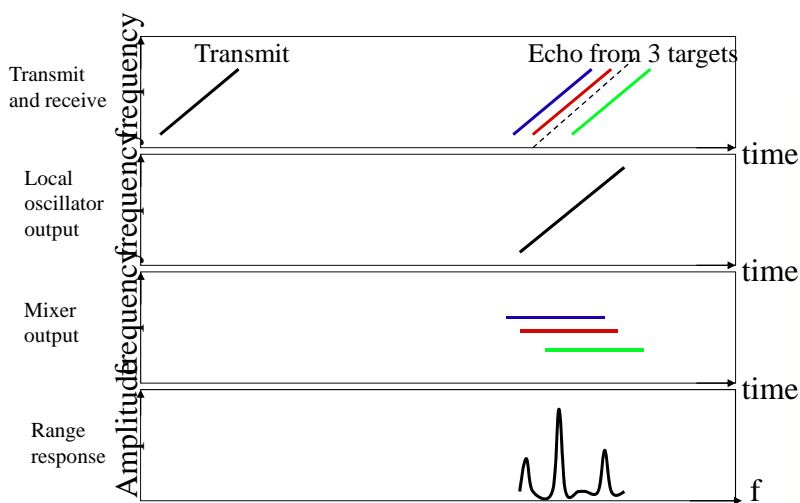 Transmit
Echo from 3 targets
Transmit
and receive
frequency
time
Local
oscillator
output
frequency
time
Mixer
output
frequency
time
Range
response
Amplitude
f